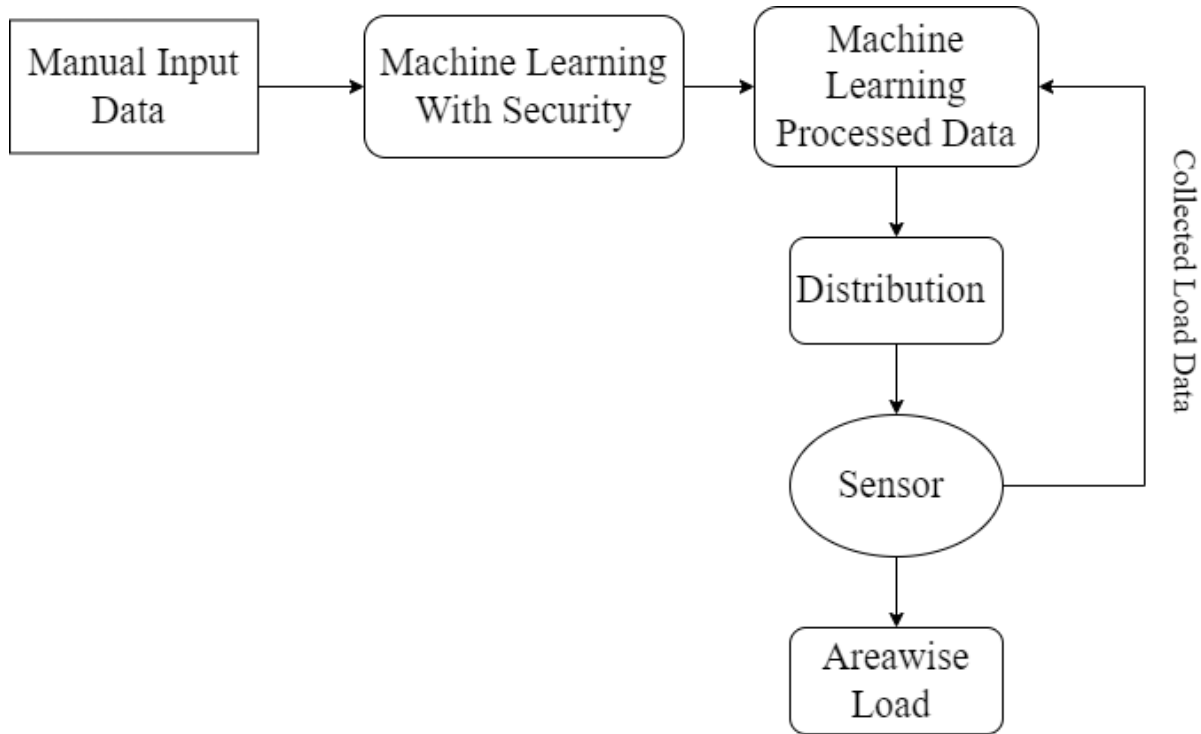 Manual Input
Data
Machine Learning
With Security
Machine
Learning
Processed Data
Distribution
Sensor
Collected Load Data
Areawise
Load